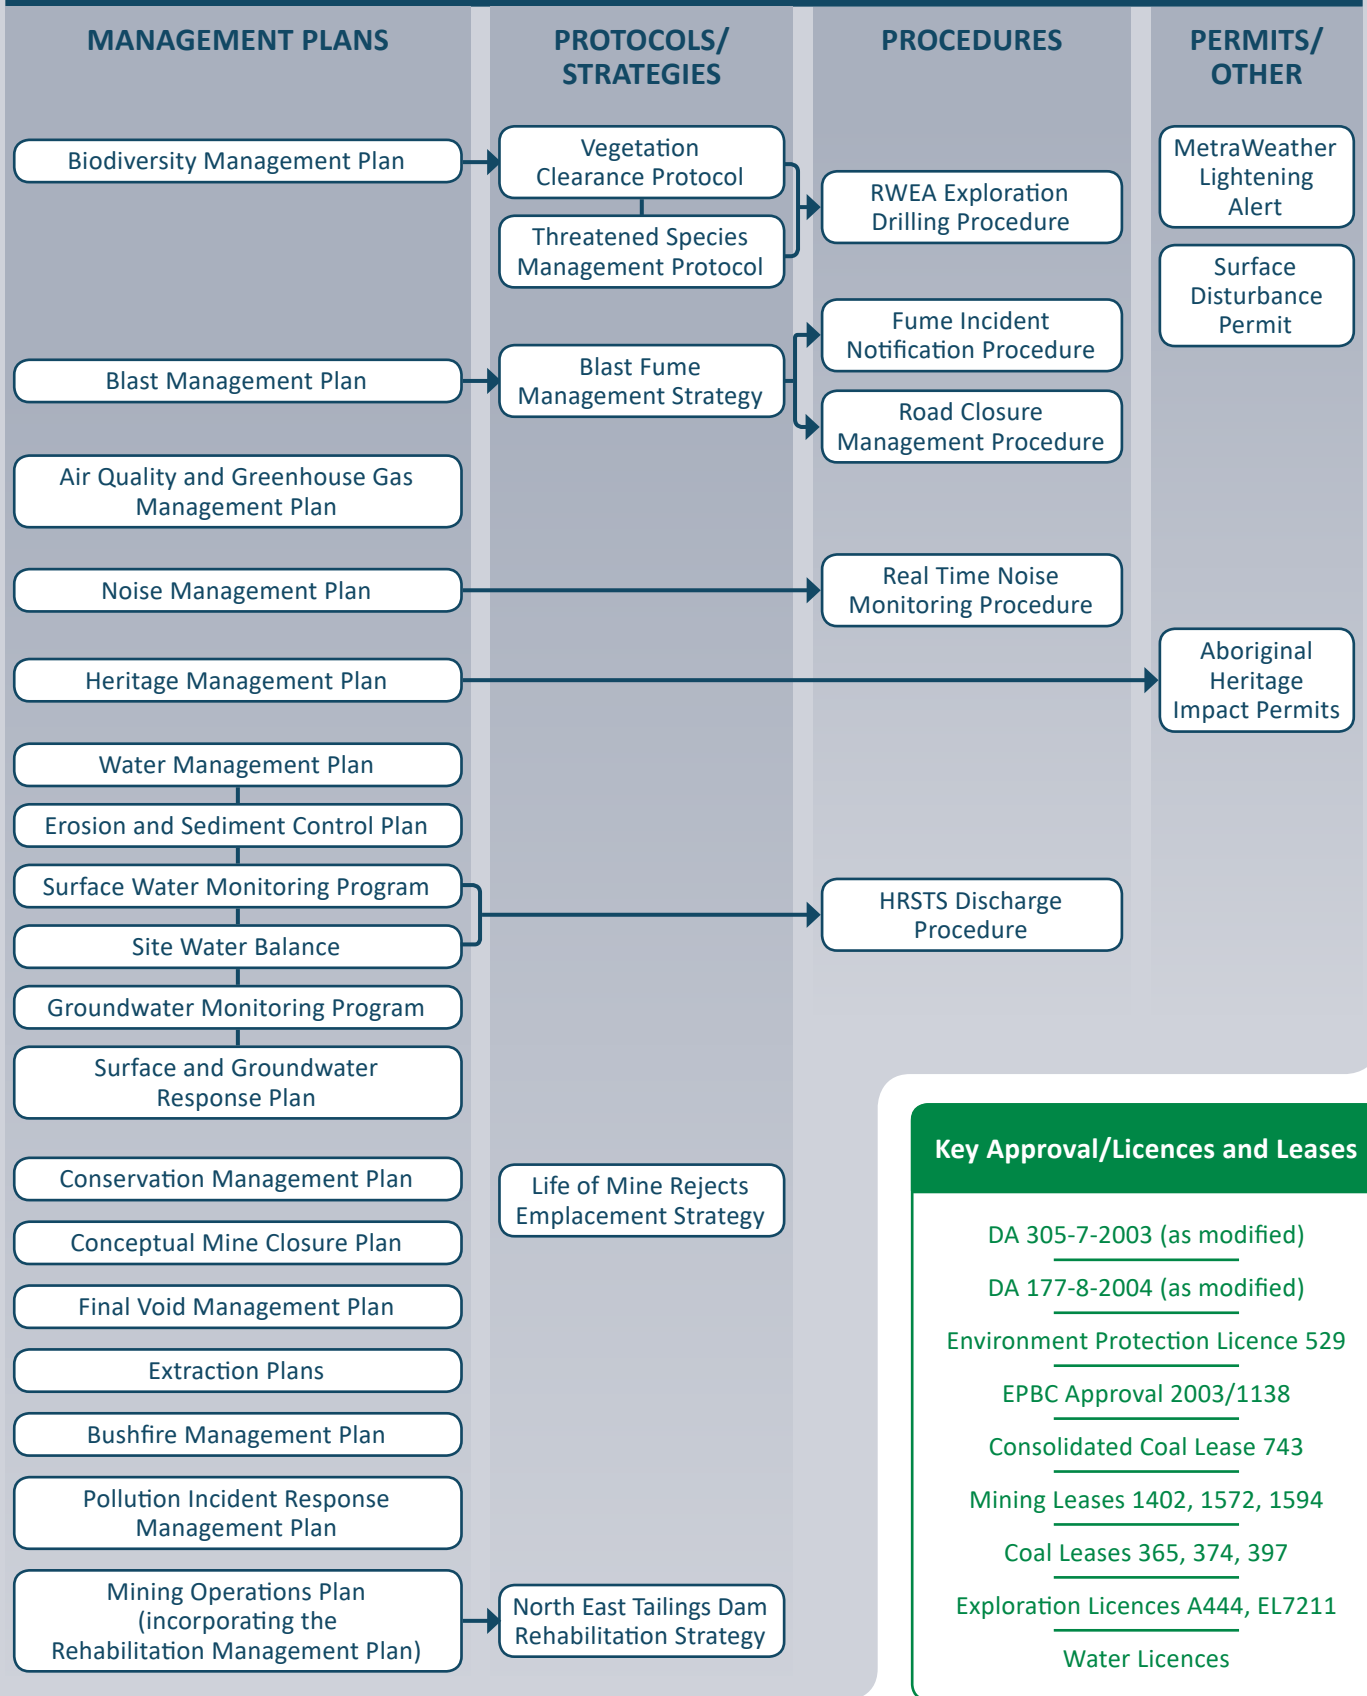 MANAGEMENT PLANS
PROTOCOLS/
STRATEGIES
PROCEDURES
PERMITS/
OTHER
Biodiversity Management Plan
Vegetation
Clearance Protocol
Threatened Species
Management Protocol
RWEA Exploration
Drilling Procedure
MetraWeather
Lightening
Alert
Surface
Disturbance
Permit
Blast Management Plan
Blast Fume
Management Strategy
Fume Incident
Notification Procedure
Road Closure
Management Procedure
Air Quality and Greenhouse Gas
Management Plan
Noise Management Plan
Real Time Noise
Monitoring Procedure
Heritage Management Plan
Aboriginal
Heritage
Impact Permits
Water Management Plan
Erosion and Sediment Control Plan
Surface Water Monitoring Program
Site Water Balance
HRSTS Discharge
Procedure
Groundwater Monitoring Program
Surface and Groundwater
Response Plan
Conservation Management Plan
Life of Mine Rejects
Emplacement Strategy
Conceptual Mine Closure Plan
Final Void Management Plan
Extraction Plans
Bushfire Management Plan
Pollution Incident Response
Management Plan
Mining Operations Plan
(incorporating the
Rehabilitation Management Plan)
North East Tailings Dam
Rehabilitation Strategy
Key Approval/Licences and Leases
DA 305-7-2003 (as modified)
DA 177-8-2004 (as modified)
Environment Protection Licence 529
EPBC Approval 2003/1138
Consolidated Coal Lease 743
Mining Leases 1402, 1572, 1594
Coal Leases 365, 374, 397
Exploration Licences A444, EL7211
Water Licences